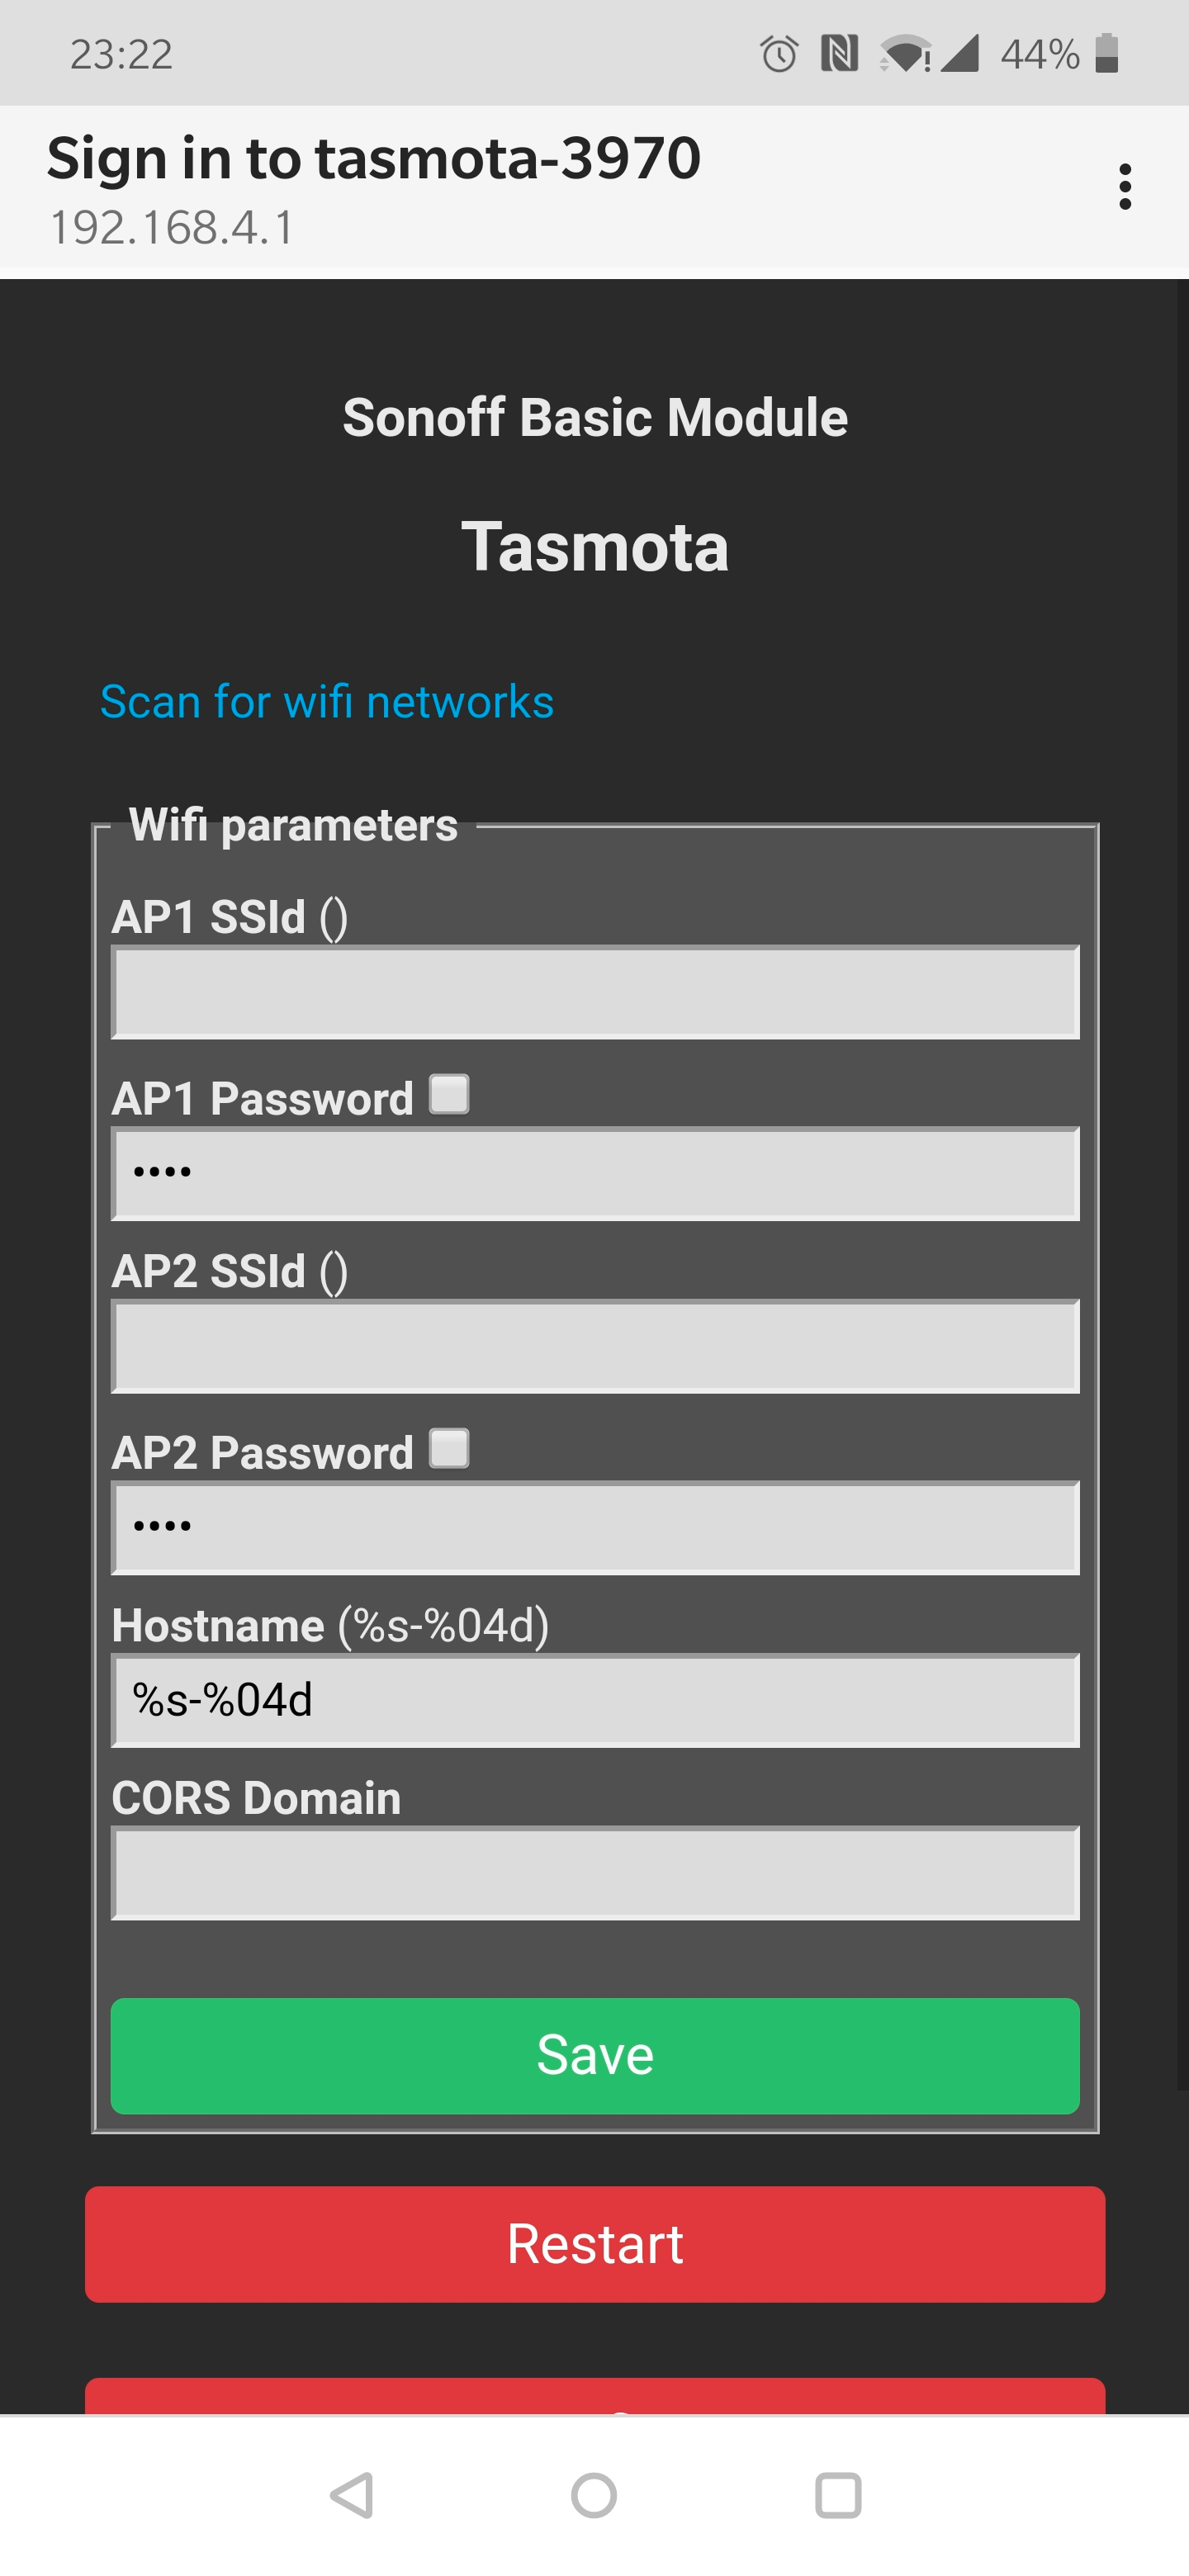 23:22
44%
Sign in to tasmota-3970
192.168.4.1
Sonoff Basic Module
Tasmota
Scan for wifi networks
Wifi parameters
AP1 SSId ()
AP1 Password
••••
AP2 SSId ()
AP2 Password
••••
Hostname (%s-%04d)
%s-%04d
CORS Domain
Save
Restart